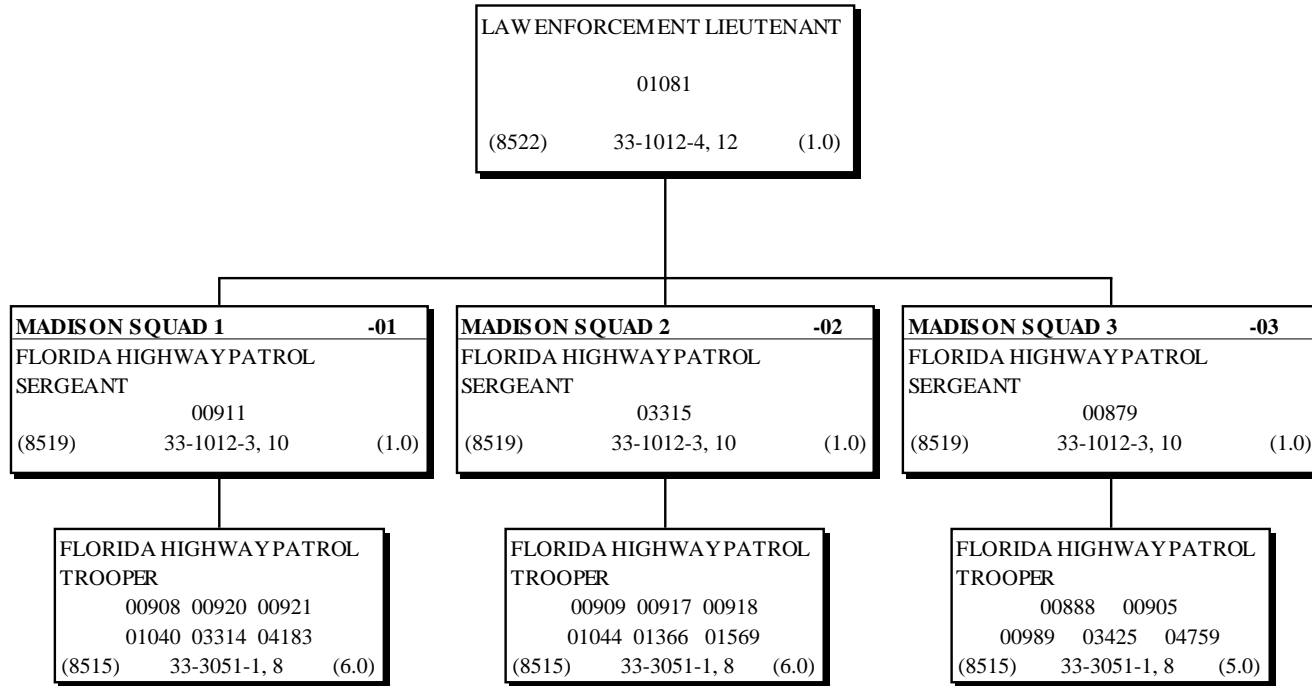 LAW ENFORCEMENT LIEUTENANT
01081
(8522) 33-1012-4, 12 (1.0)
MADISON SQUAD 1 -01
FLORIDA HIGHWAY PATROL
SERGEANT
00911
(8519) 33-1012-3, 10 (1.0)
MADISON SQUAD 2 -02
FLORIDA HIGHWAY PATROL
SERGEANT
03315
(8519) 33-1012-3, 10 (1.0)
MADISON SQUAD 3 -03
FLORIDA HIGHWAY PATROL
SERGEANT
00879
(8519) 33-1012-3, 10 (1.0)
FLORIDA HIGHWAY PATROL
TROOPER
00908 00920 00921
01040 03314 04183
(8515) 33-3051-1, 8 (6.0)
FLORIDA HIGHWAY PATROL
TROOPER
00909 00917 00918
01044 01366 01569
(8515) 33-3051-1, 8 (6.0)
FLORIDA HIGHWAY PATROL
TROOPER
00888 00905
00989 03425 04759
(8515) 33-3051-1, 8 (5.0)